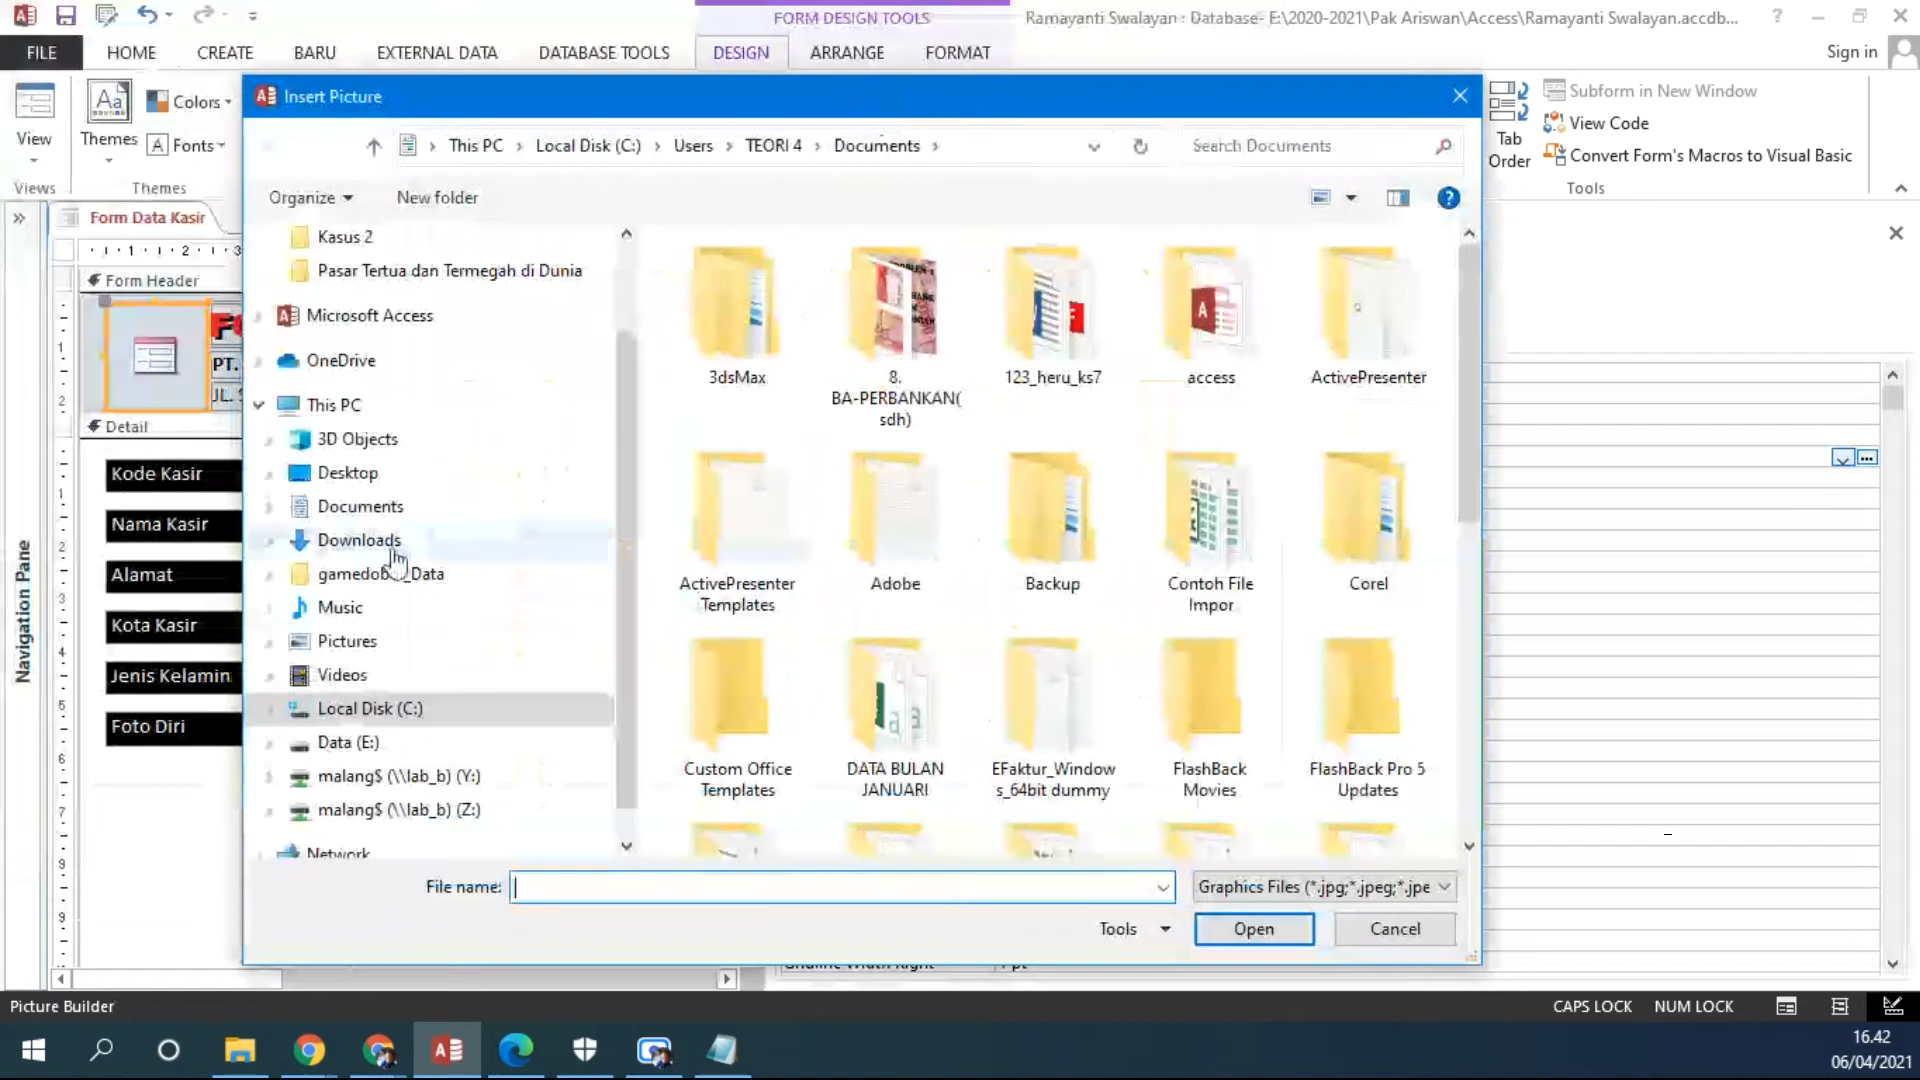 FORM DESIGN TOOLS
Ramayanti Swalayan : Database- E:\2020-2021\Pak Ariswan\Access\Ramayanti Swalayan.accdb...
?
FILE
HOME
CREATE
BARU
EXTERNAL DATA
DATABASE TOOLS
DESIGN
ARRANGE
FORMAT
Sign in
View
Themes
Colors
Fonts
Views
Themes
Tab
Order
Subform in New Window
View Code
Convert Form's Macros to Visual Basic
Tools
Insert Picture
This PC › Local Disk (C:) › Users › TEORI 4 › Documents ›
Search Documents
Organize
New folder
Form Data Kasir
1 2 3
Form Header
PT.
JL.
Detail
Kode Kasir
Nama Kasir
Alamat
Kota Kasir
Jenis Kelamin
Foto Diri
Navigation Pane
Kasus 2
Pasar Tertua dan Termegah di Dunia
Microsoft Access
OneDrive
This PC
3D Objects
Desktop
Documents
Downloads
Music
Pictures
Videos
Local Disk (C:)
Data (E:)
malang$ (\\lab_b) (Y:)
malang$ (\\lab_b) (Z:)
Network
3dsMax
8.
BA-PERBANKAN(
sdh)
123_heru_ks7
access
ActivePresenter
ActivePresenter
Templates
Adobe
Backup
Contoh File
Impor
Corel
Custom Office
Templates
DATA BULAN
JANUARI
EFaktur_Window
s_64bit dummy
FlashBack
Movies
FlashBack Pro 5
Updates
File name:
Graphics Files (*.jpg;*.jpeg;*.jpe
Tools
Open
Cancel
Picture Builder
CAPS LOCK
NUM LOCK
16.42
06/04/2021